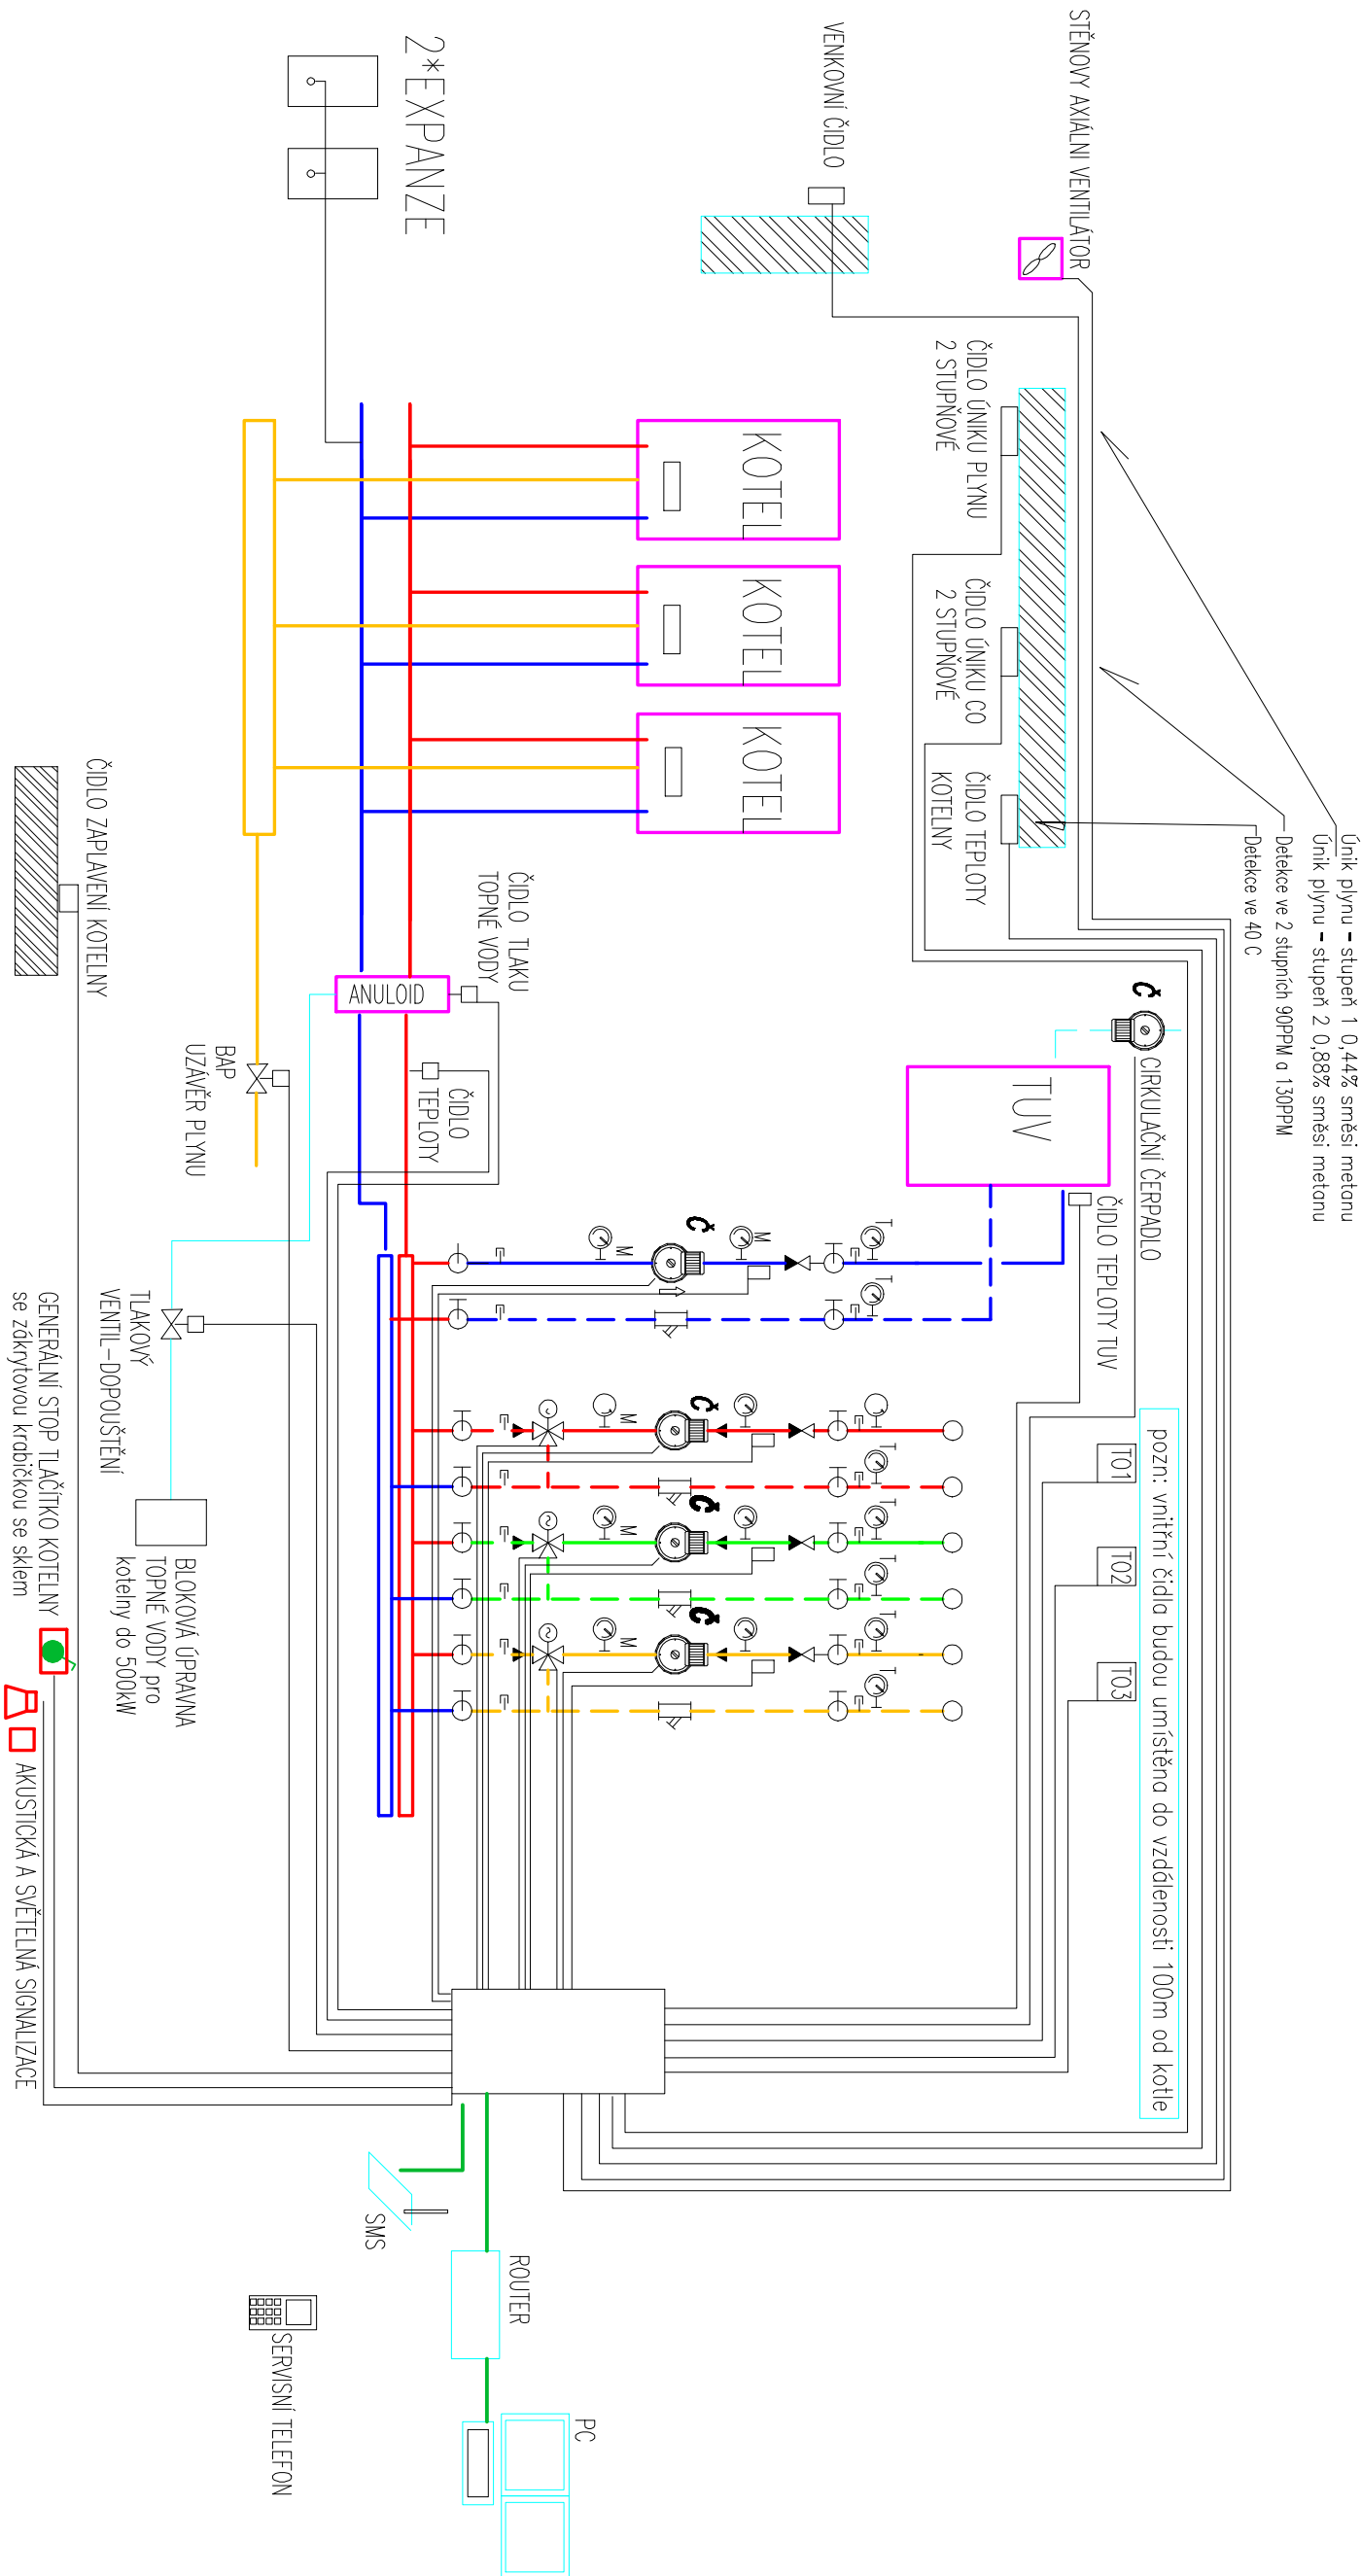 Únik plynu - stupeň 1 0,44% směsi metanu
Únik plynu - stupeň 2 0,88% směsi metanu
Detekce ve 2 stupních 90PPM a 130PPM
Detekce ve 40 C
STĚNOVY AXIÁLNI VENTILÁTOR
VENKOVNÍ ČIDLO
2*EXPANZE
ČIDLO ÚNIKU PLYNU
2 STUPŇOVÉ
ČIDLO ÚNIKU CO
2 STUPŇOVÉ
ČIDLO TEPLOTY
KOTELNY
KOTEL
KOTEL
KOTEL
Č
CIRKULAČNÍ ČERPADLO
TUV
ČIDLO TEPLOTY TUV
pozn: vnitřní čidla budou umístěna do vzdálenosti 100m od kotle
T01
T02
T03
ČIDLO TLAKU
TOPNÉ VODY
ANULOID
ČIDLO
TEPLOTY
T
T
M
Č
M
T
T
T
Č
M
Č
M
Č
M
BAP
UZÁVĚR PLYNU
TLAKOVÝ
VENTIL-DOPOUŠTĚNÍ
BLOKOVÁ ÚPRAVNA
TOPNÉ VODY pro
kotelny do 500kW
ČIDLO ZAPLAVENÍ KOTELNY
GENERÁLNÍ STOP TLAČÍTKO KOTELNY
se zákrytovou krabičkou se sklem
AKUSTICKÁ A SVĚTELNÁ SIGNALIZACE
SMS
ROUTER
PC
SERVISNÍ TELEFON